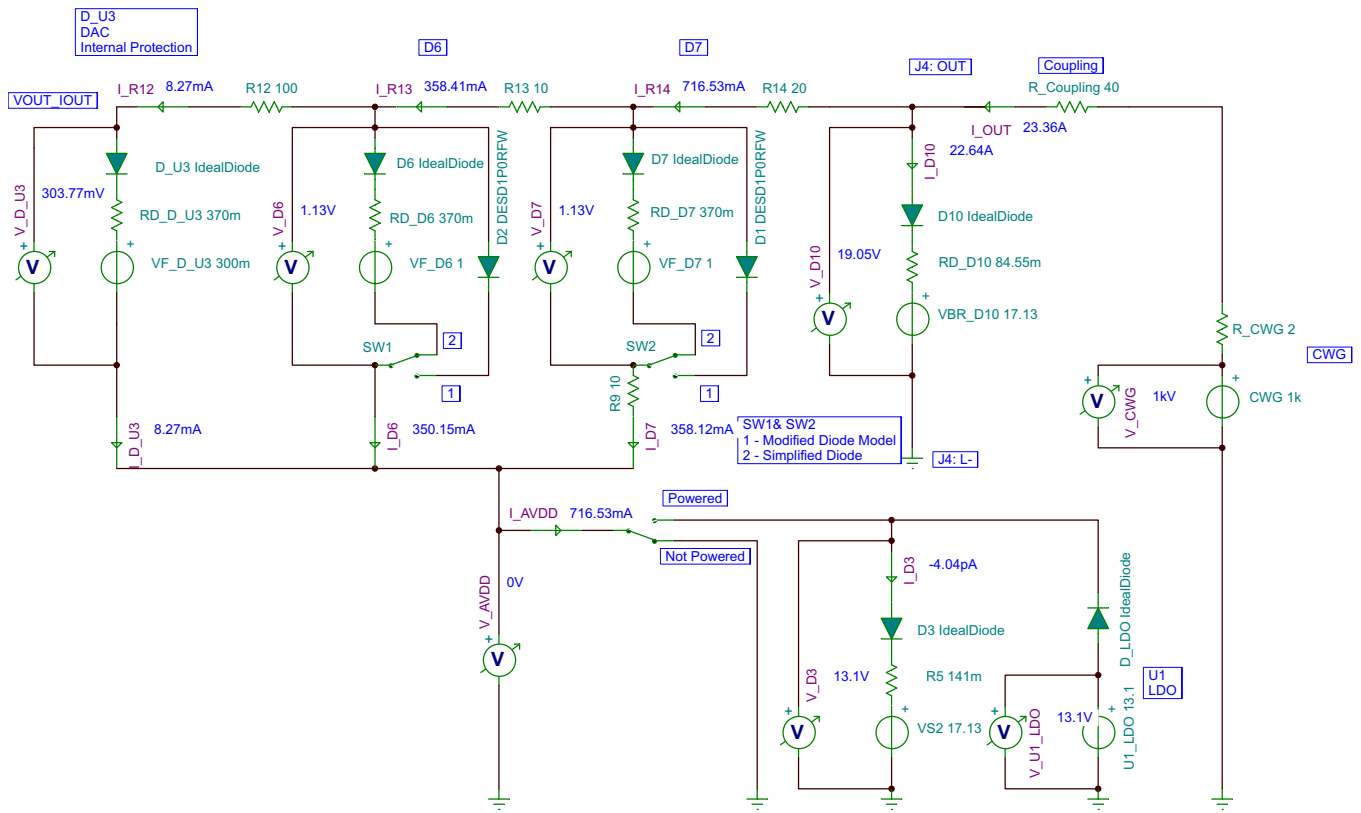 D_U3
DAC
Internal Protection
D6
D7
J4: OUT
Coupling
VOUT_IOUT
I_R12
8.27mA
R12 100
I_R13
358.41mA
R13 10
I_R14
716.53mA
R14 20
R_Coupling 40
I_OUT
23.36A
22.64A
I_D10
D_U3 IdealDiode
303.77mV
V_D_U3
RD_D_U3 370m
VF_D_U3 300m
+
V
+
D6 IdealDiode
1.13V
V_D6
RD_D6 370m
VF_D6 1
+
V
+
D2 DESD1P0RFW
D7 IdealDiode
1.13V
V_D7
RD_D7 370m
VF_D7 1
+
V
+
D1 DESD1P0RFW
D10 IdealDiode
19.05V
V_D10
RD_D10 84.55m
VBR_D10 17.13
+
V
+
SW1
2
1
SW2
2
1
R9 10
R_CWG 2
CWG
CWG 1k
1kV
V_CWG
+
V
+
I_D_U3
8.27mA
I_D6
350.15mA
I_D7
358.12mA
SW1& SW2
1 - Modified Diode Model
2 - Simplified Diode
J4: L-
Powered
I_AVDD
716.53mA
Not Powered
V_AVDD
0V
+
V
I_D3
-4.04pA
D3 IdealDiode
13.1V
V_D3
R5 141m
VS2 17.13
+
V
+
D_LDO IdealDiode
U1
LDO
V_U1_LDO
13.1V
U1_LDO 13.1
+
V
+